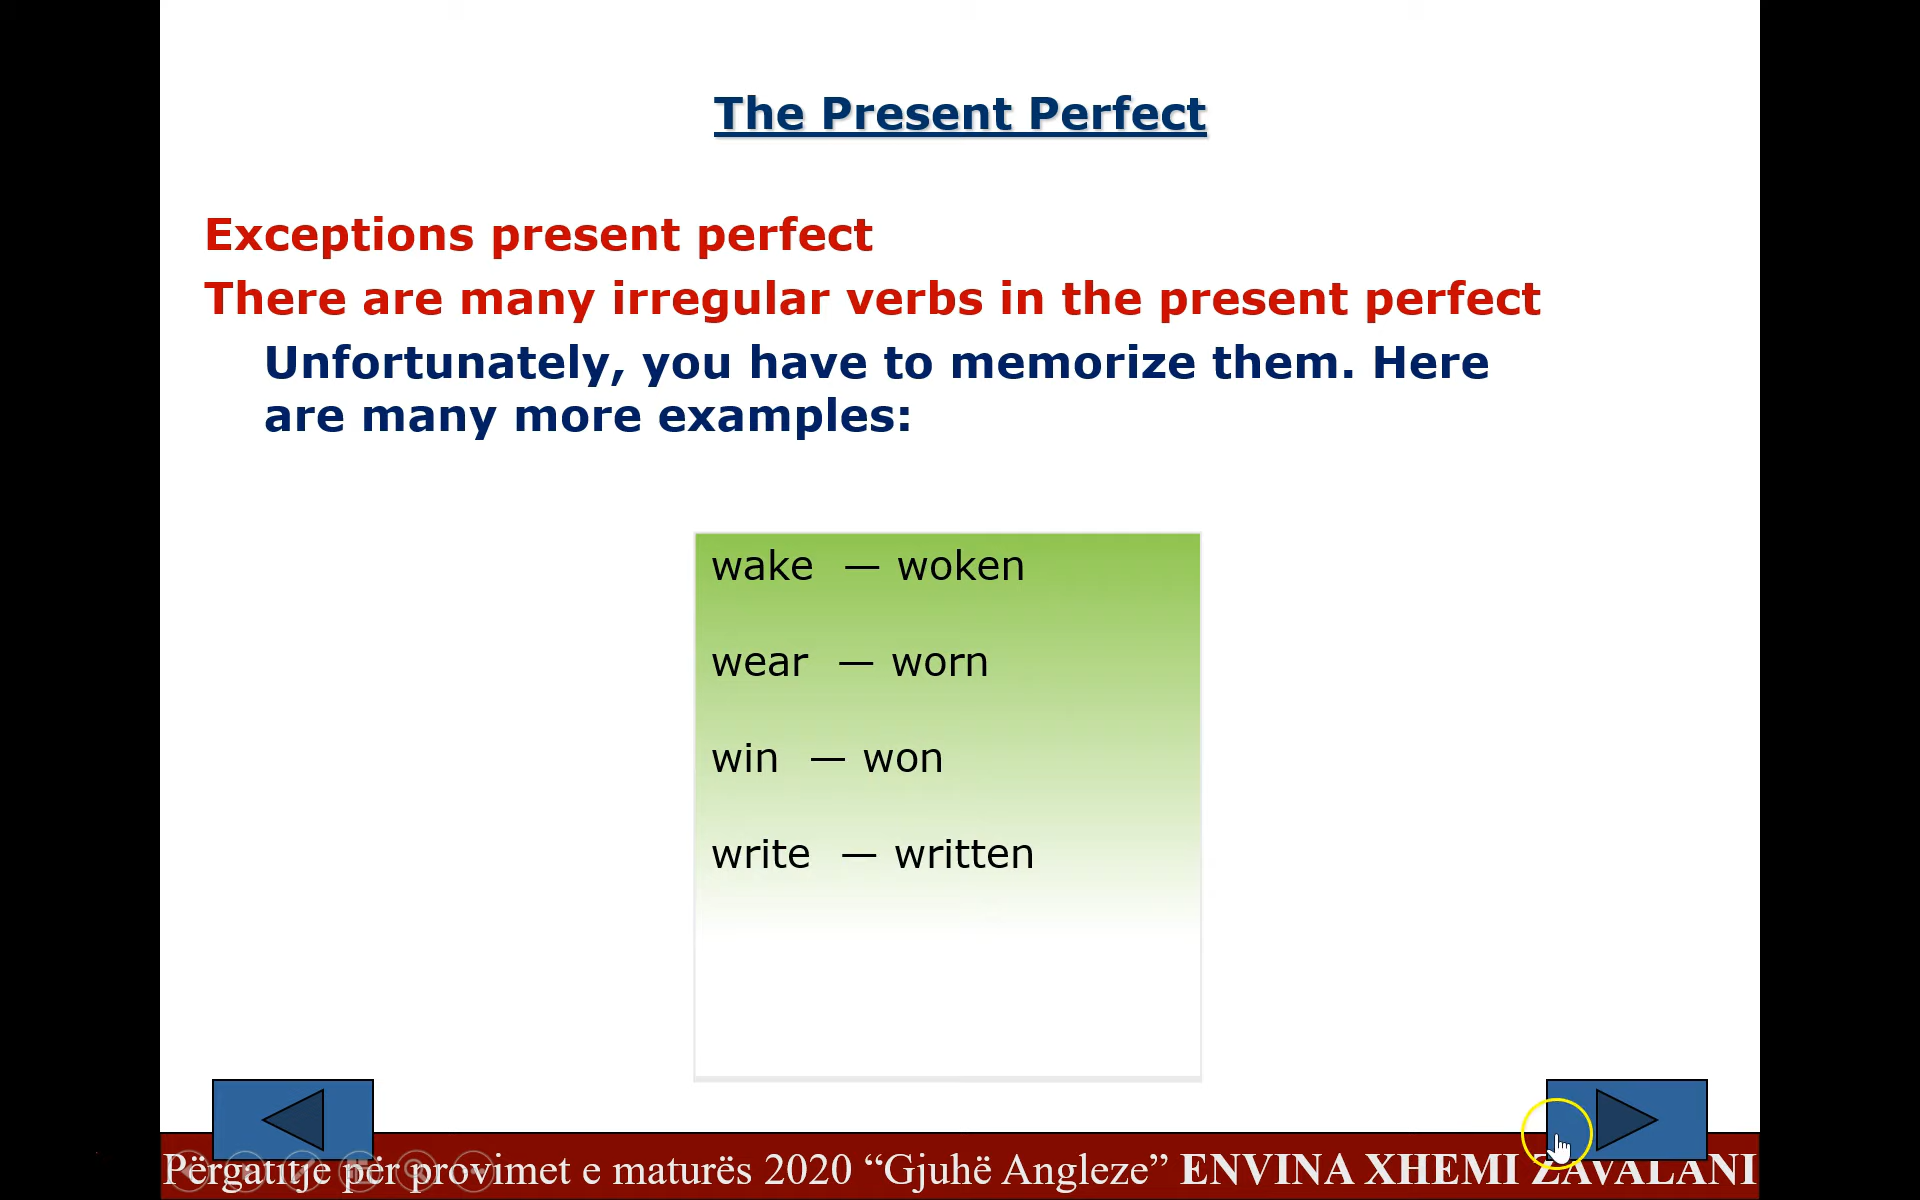 The Present Perfect
Exceptions present perfect
There are many irregular verbs in the present perfect
Unfortunately, you have to memorize them. Here
are many more examples:
wake — woken
wear — worn
win — won
write — written
Përgatitje për provimet e maturës 2020 “Gjuhë Angleze” ENVINA XHEMI ZAVALANI